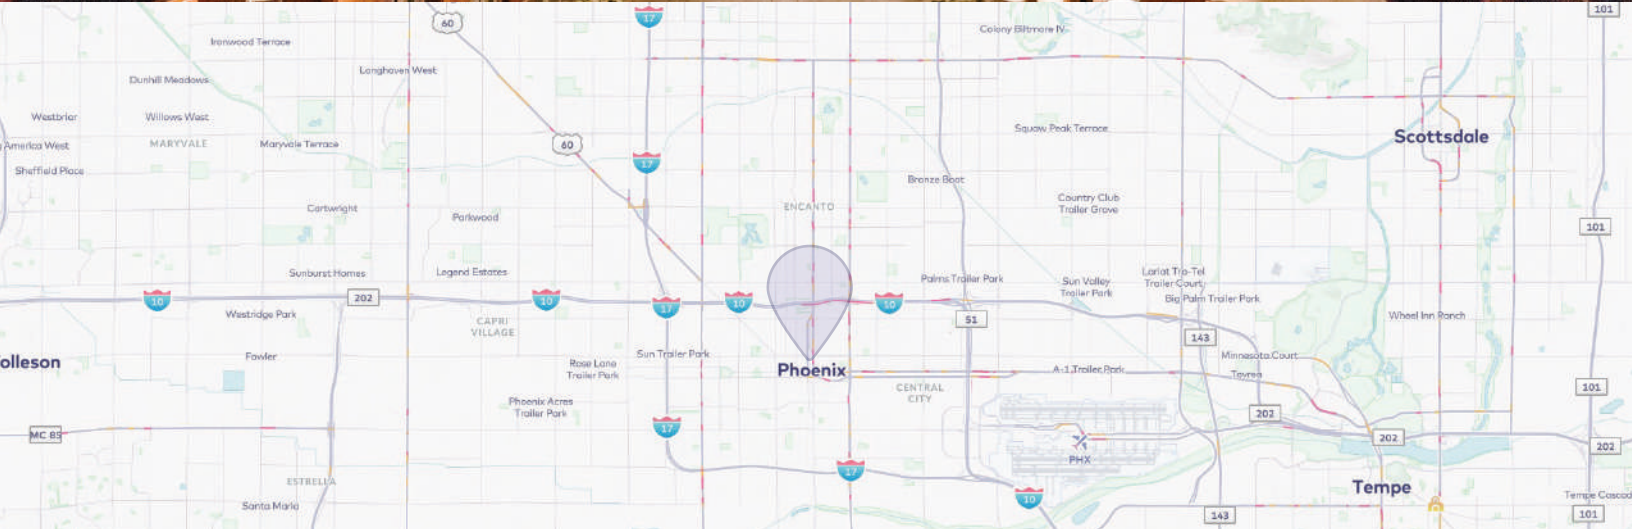 101
17
60
Colony Biltmore IV
Ironwood Terrace
Longhaven West
Dunhill Meadows
Westbriar
Willows West
Squaw Peak Terrace
Scottsdale
America West
MARYVALE
Maryvale Terrace
60
17
Sheffield Place
Bronze Boot
Country Club
Trailer Grove
Cartwright
Parkwood
ENCANTO
101
Sunburst Homes
Legend Estates
Palms Trailer Park
Sun Valley
Trailer Park
Lariat Tra-Tel
Trailer Court
Big Palm Trailer Park
10
202
10
17
10
10
51
Westridge Park
CAPRI
VILLAGE
Wheel Inn Ranch
143
olleson
Fowler
Rose Lane
Trailer Park
Sun Trailer Park
Phoenix
A-1 Trailer Park
Minnesota Court
Tovrea
CENTRAL
CITY
101
Phoenix Acres
Trailer Park
202
MC 85
17
202
202
PHX
17
ESTRELLA
10
Tempe
Santa Maria
143
Tempe Cascad
101